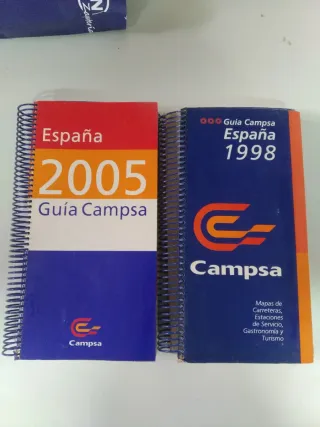 España
2005
Guía Campsa
Campsa
Guía Campsa
España
1998
Campsa
Mapas de
Carreteras,
Estaciones
de Servicio,
Gastronomía y
Turismo